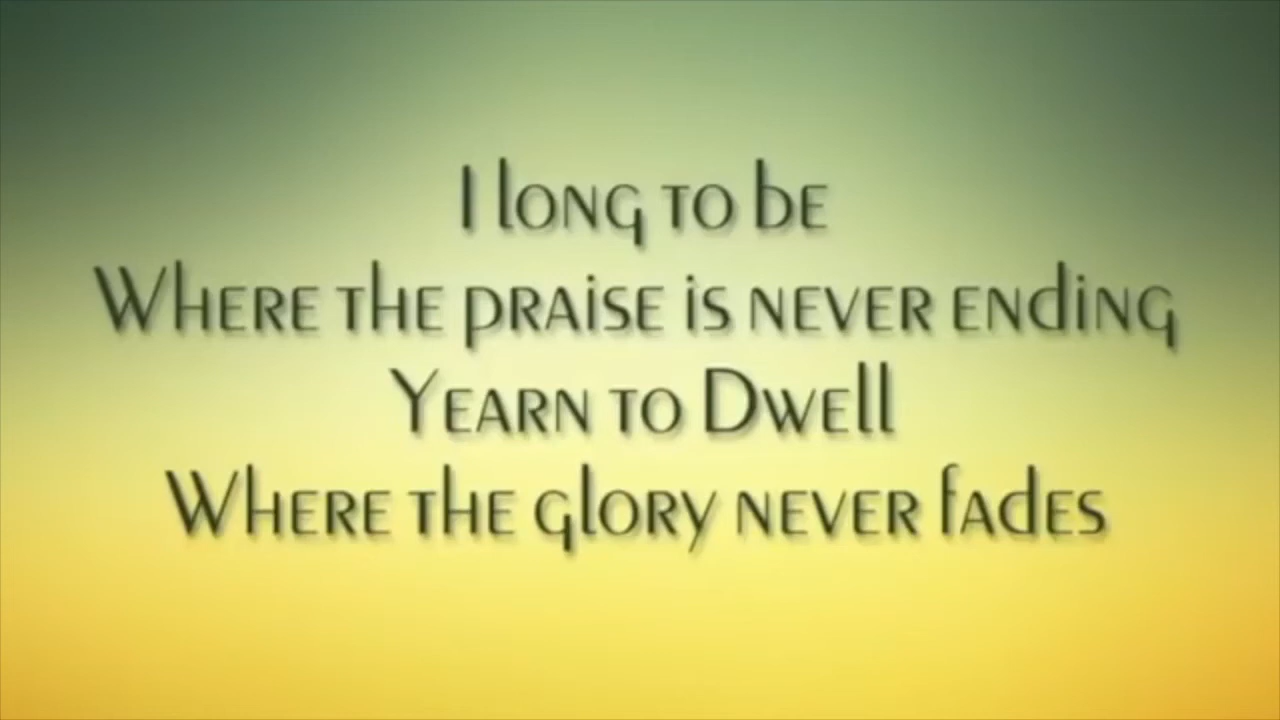 I long to be
Where the praise is never ending
Yearn to Dwell
Where the glory never fades